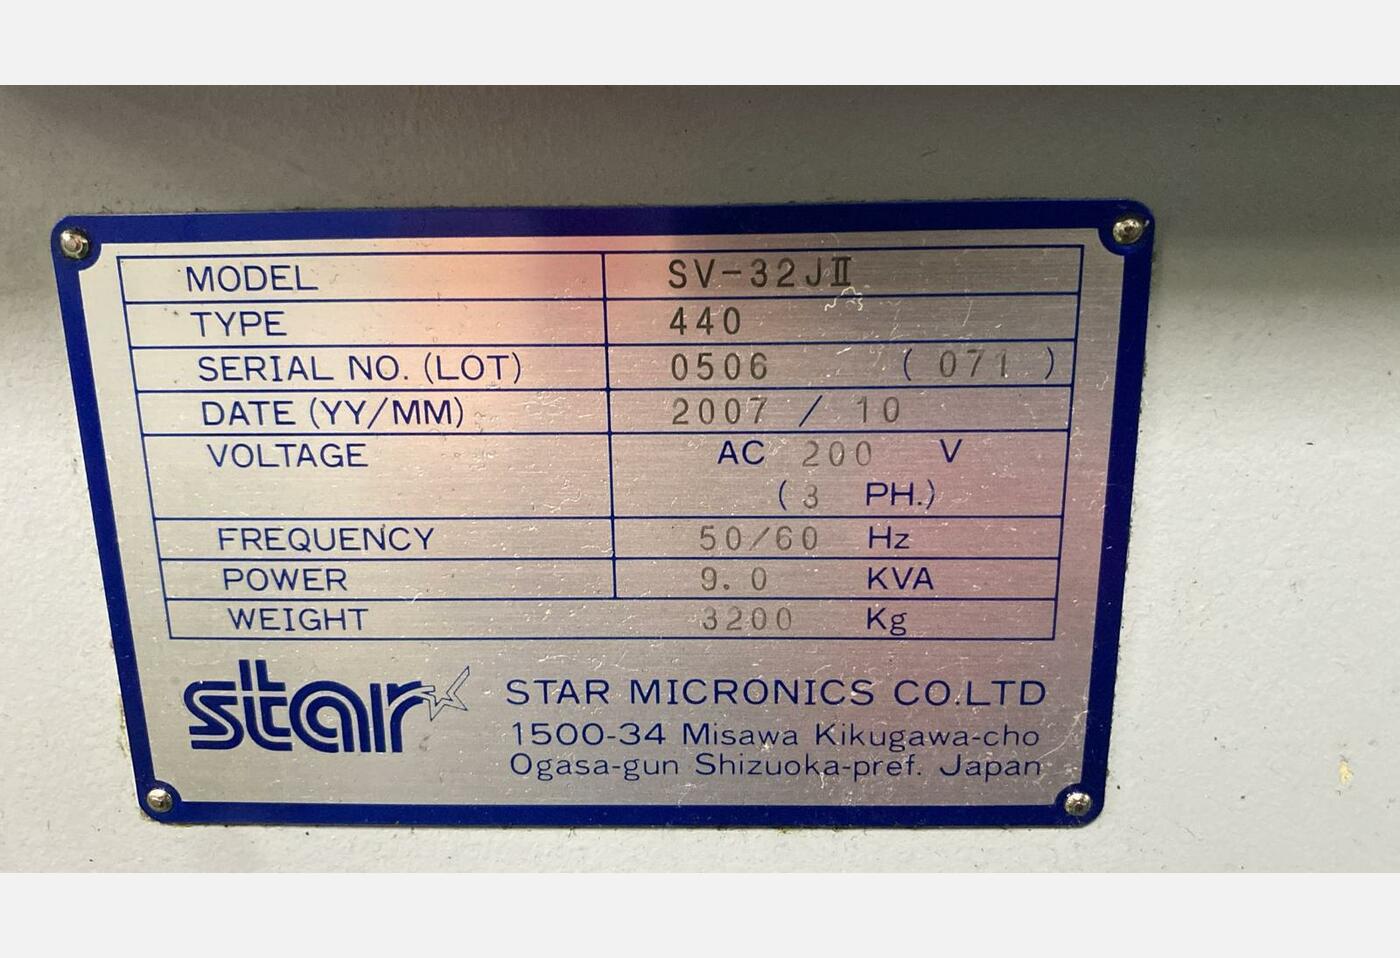 MODEL SV-32JⅡ
TYPE 440
SERIAL NO. (LOT) 0506 ( 071 )
DATE (YY/MM) 2007 / 10
VOLTAGE AC 200 V
( 3 PH.)
FREQUENCY 50/60 Hz
POWER 9.0 KVA
WEIGHT 3200 Kg
star STAR MICRONICS CO.LTD
1500-34 Misawa Kikugawa-cho
Ogasa-gun Shizuoka-pref. Japan